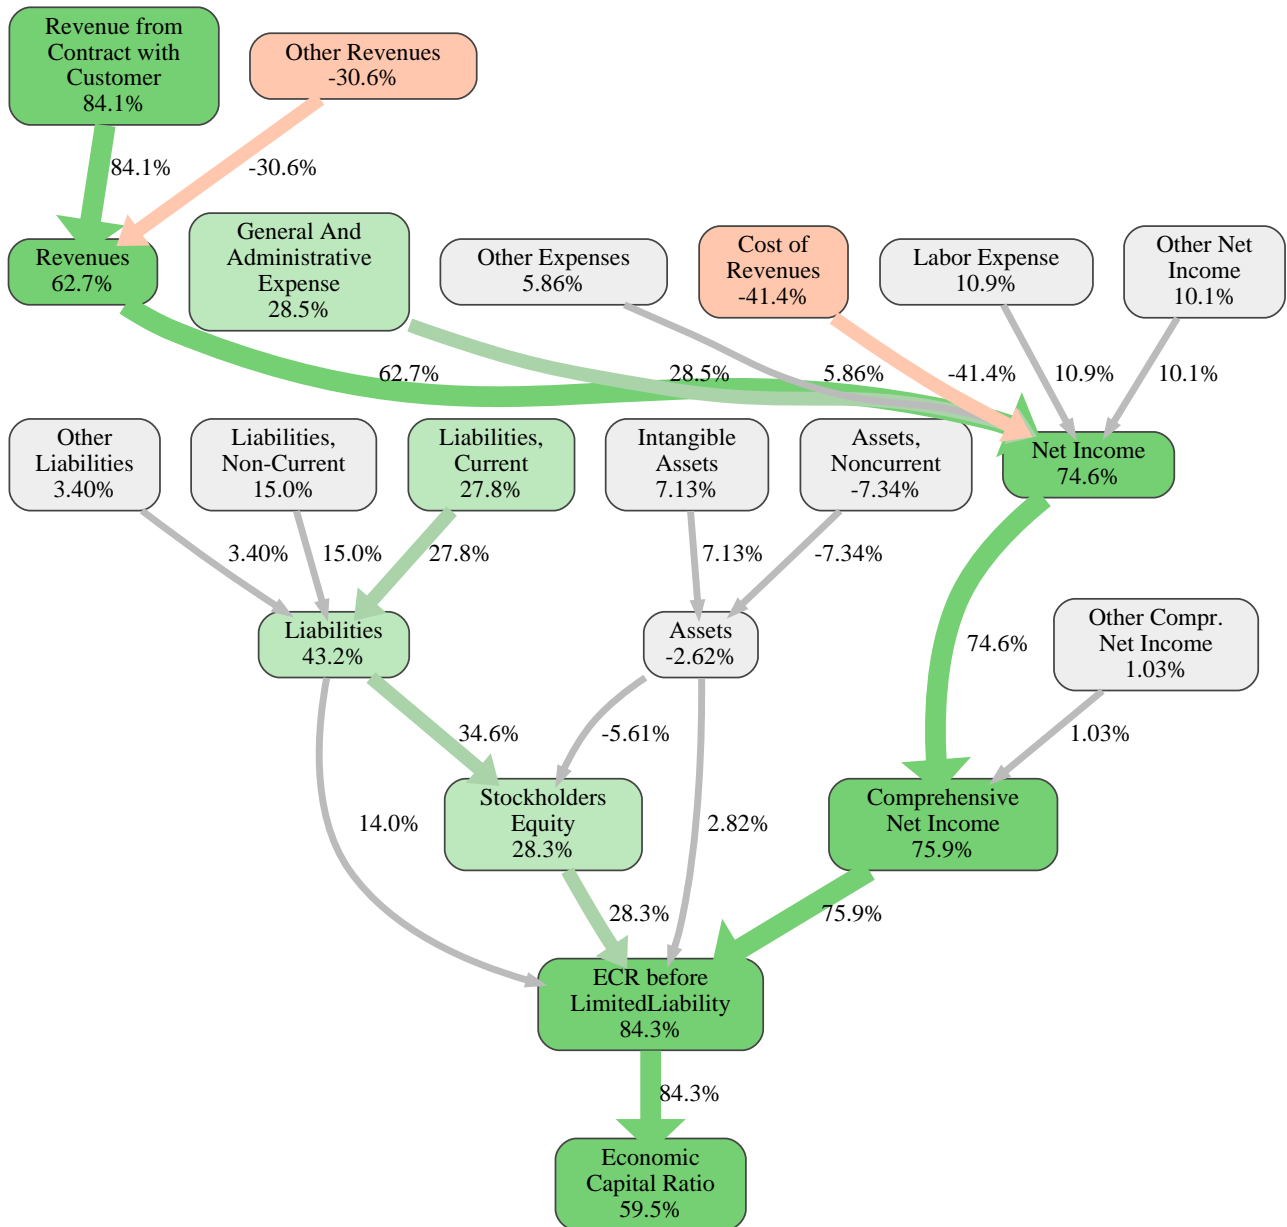 Revenue from
Contract with
Customer
84.1%
Other Revenues
-30.6%
84.1%
-30.6%
Revenues
62.7%
General And
Administrative
Expense
28.5%
Other Expenses
5.86%
Cost of
Revenues
-41.4%
Labor Expense
10.9%
Other Net
Income
10.1%
62.7%
28.5%
5.86%
-41.4%
10.9%
10.1%
Other
Liabilities
3.40%
Liabilities,
Non-Current
15.0%
Liabilities,
Current
27.8%
Intangible
Assets
7.13%
Assets,
Noncurrent
-7.34%
Net Income
74.6%
3.40%
15.0%
27.8%
7.13%
-7.34%
Liabilities
43.2%
Assets
-2.62%
74.6%
Other Compr.
Net Income
1.03%
34.6%
-5.61%
1.03%
Stockholders
Equity
28.3%
Comprehensive
Net Income
75.9%
14.0%
2.82%
28.3%
75.9%
ECR before
LimitedLiability
84.3%
84.3%
Economic
Capital Ratio
59.5%